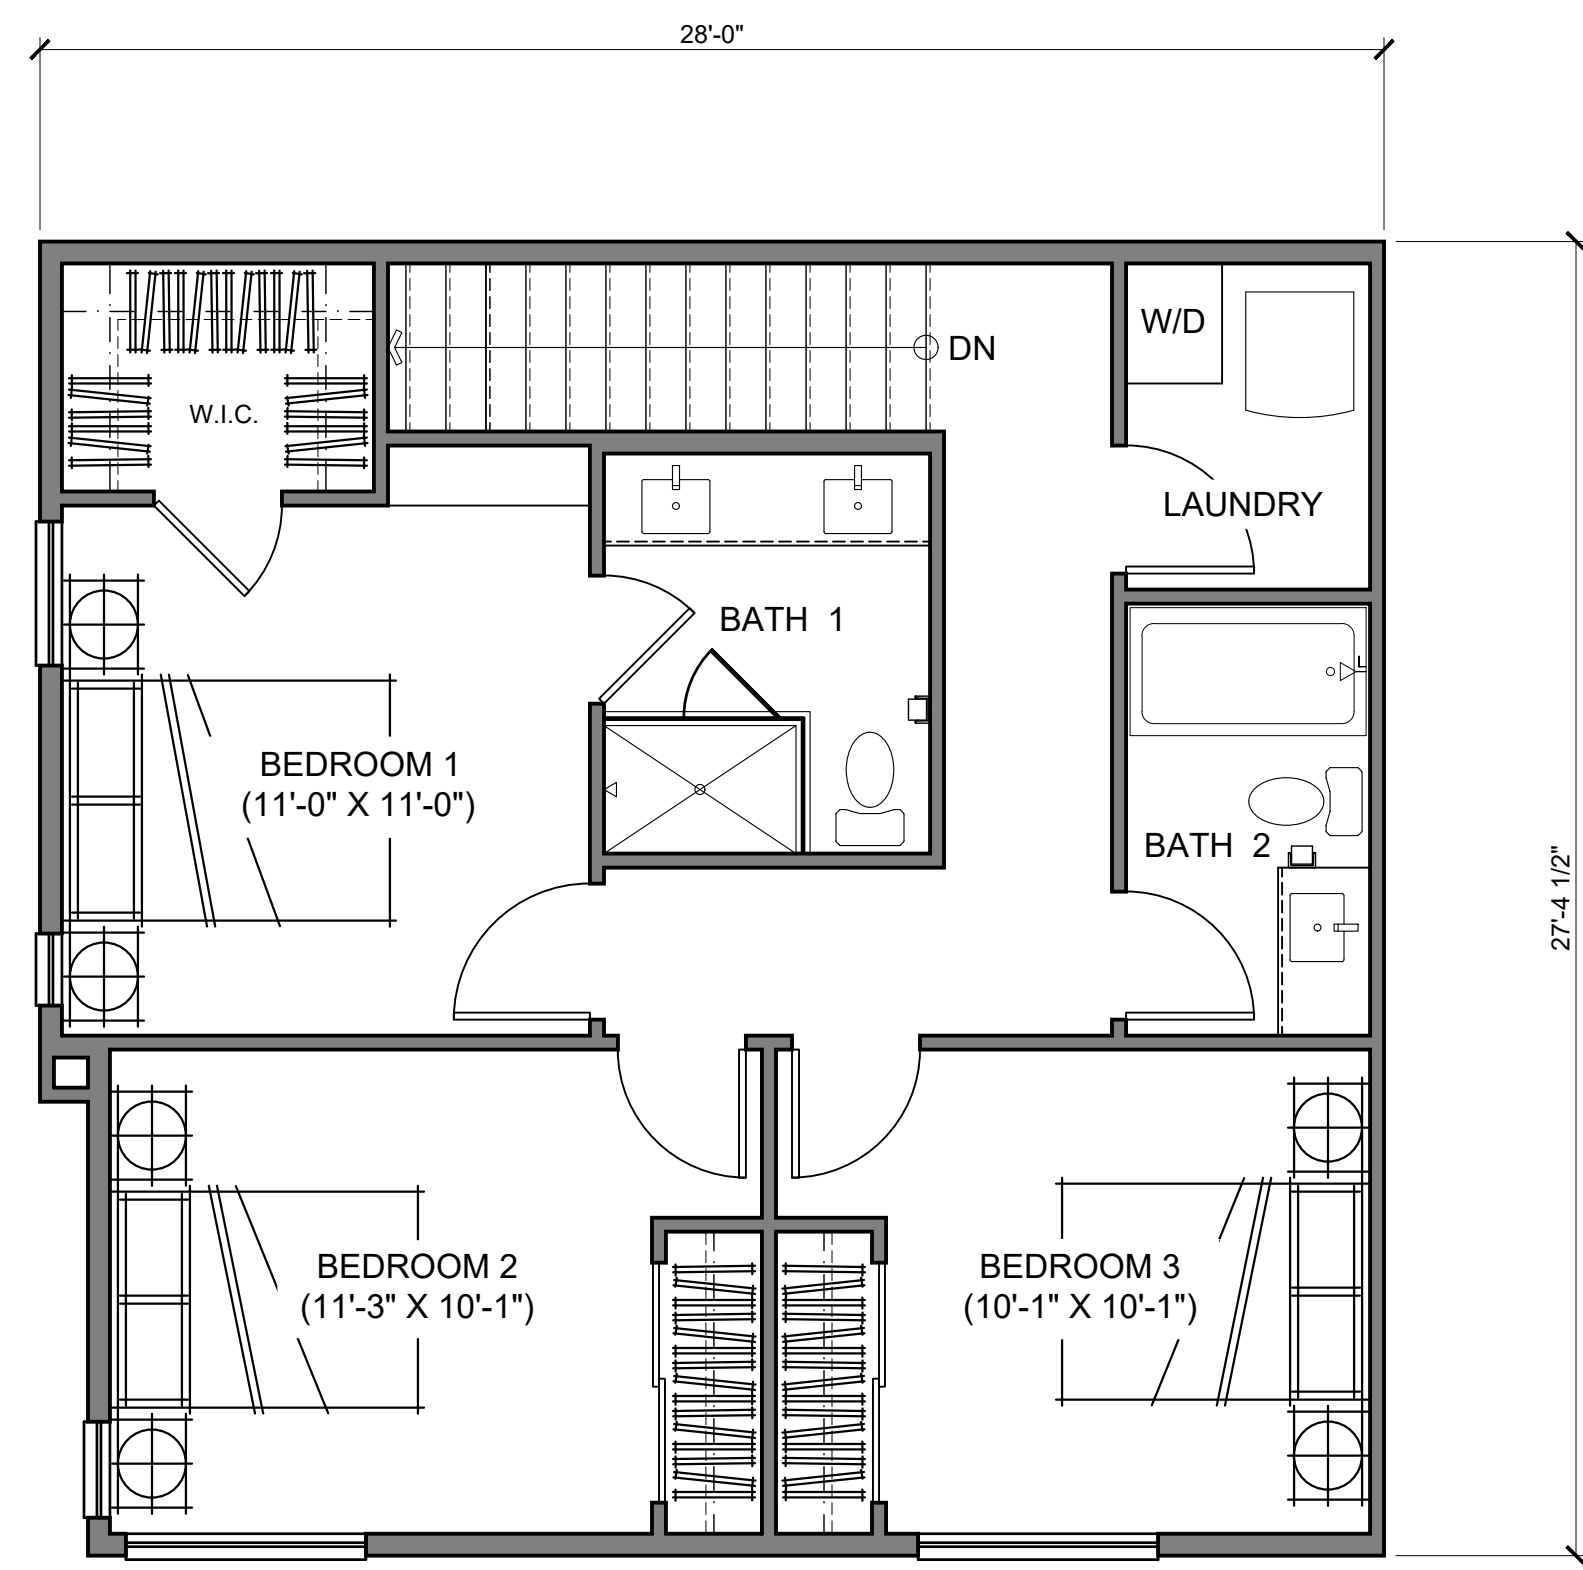 28'-0"
W/D
DN
W.I.C.
LAUNDRY
BATH 1
BEDROOM 1
(11'-0" X 11'-0")
BATH 2
27'-4 1/2"
BEDROOM 2
(11'-3" X 10'-1")
BEDROOM 3
(10'-1" X 10'-1")